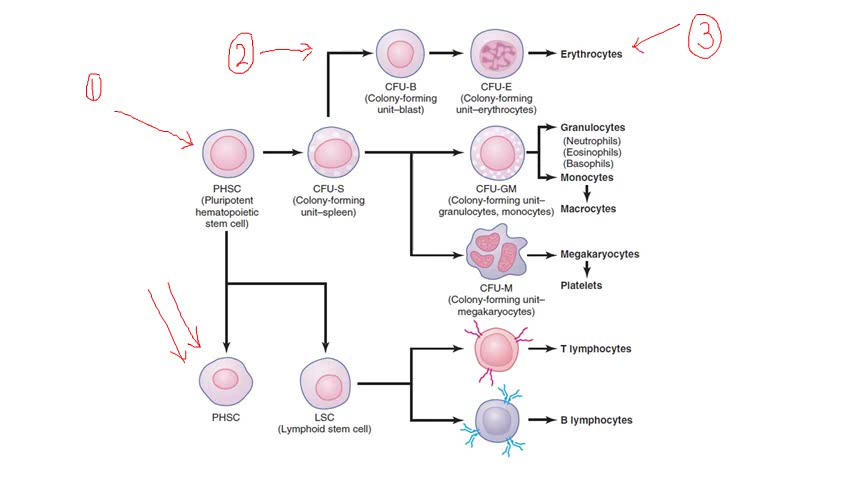 2
3
1
Erythrocytes
CFU-B
(Colony-forming
unit–blast)
CFU-E
(Colony-forming
unit–erythrocytes)
PHSC
(Pluripotent
hematopoietic
stem cell)
CFU-S
(Colony-forming
unit–spleen)
CFU-GM
(Colony-forming unit–
granulocytes, monocytes)
Granulocytes
(Neutrophils)
(Eosinophils)
(Basophils)
Monocytes
Macrocytes
CFU-M
(Colony-forming unit–
megakaryocytes)
Megakaryocytes
Platelets
PHSC
LSC
(Lymphoid stem cell)
T lymphocytes
B lymphocytes